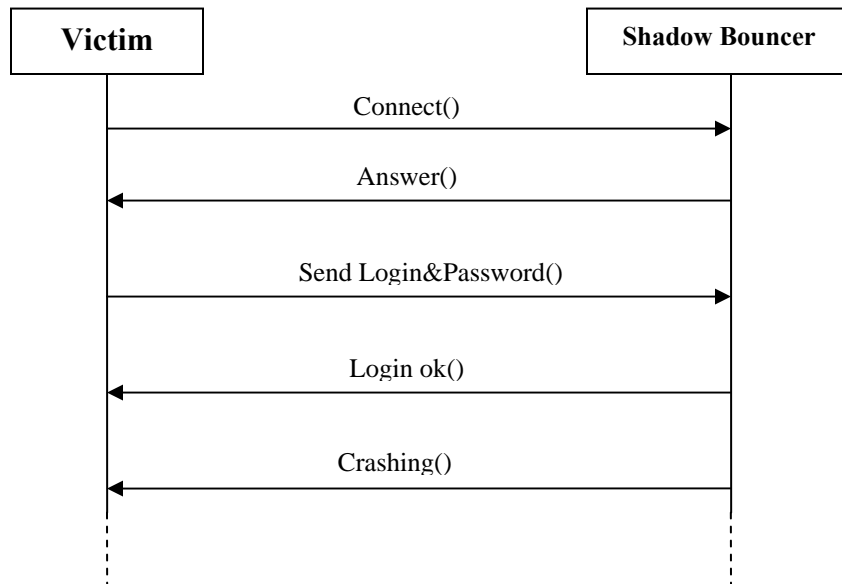 Victim
Shadow Bouncer
Connect()
Answer()
Send Login&Password()
Login ok()
Crashing()